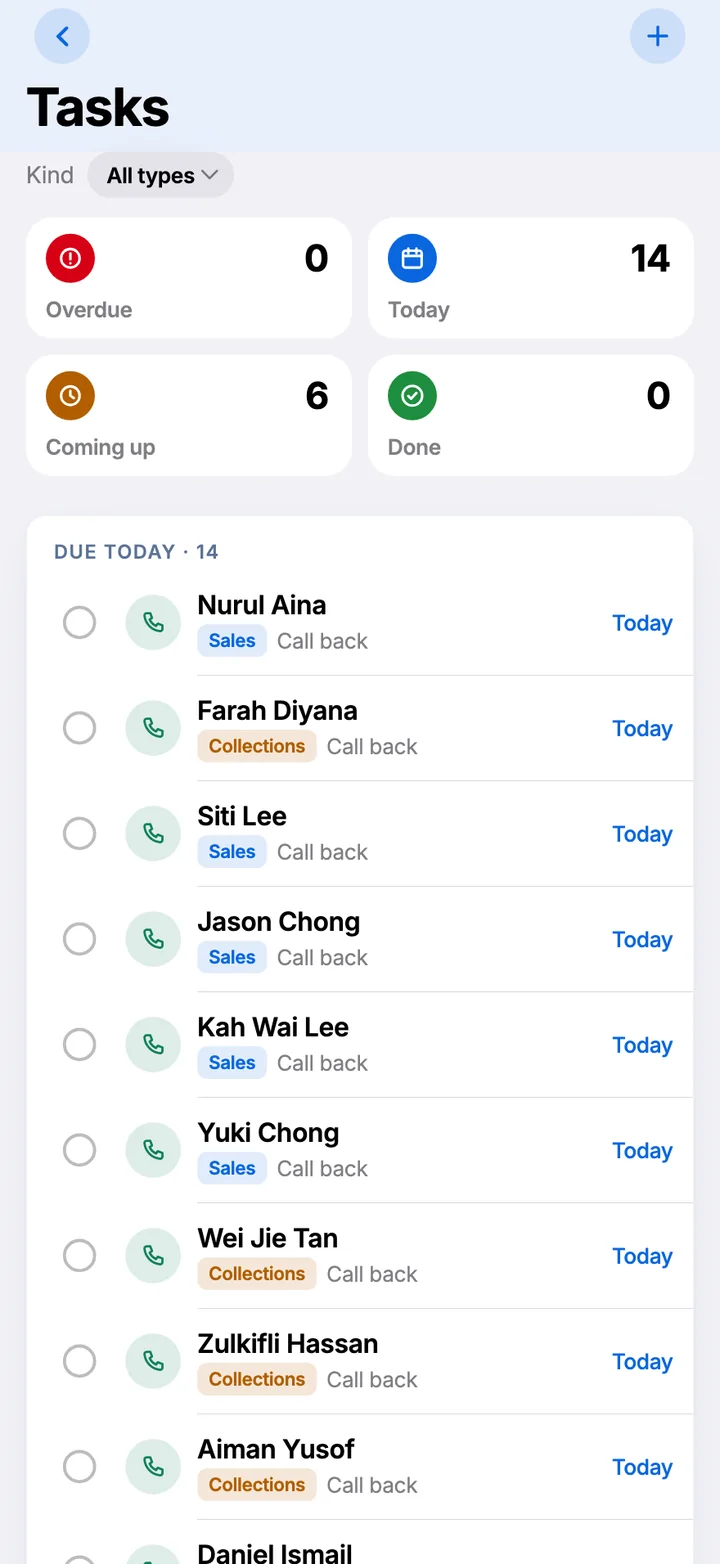 Tasks
Kind All types
0
Overdue
14
Today
6
Coming up
0
Done
DUE TODAY · 14
Nurul Aina
Sales Call back
Today
Farah Diyana
Collections Call back
Today
Siti Lee
Sales Call back
Today
Jason Chong
Sales Call back
Today
Kah Wai Lee
Sales Call back
Today
Yuki Chong
Sales Call back
Today
Wei Jie Tan
Collections Call back
Today
Zulkifli Hassan
Collections Call back
Today
Aiman Yusof
Collections Call back
Today
Daniel Ismail